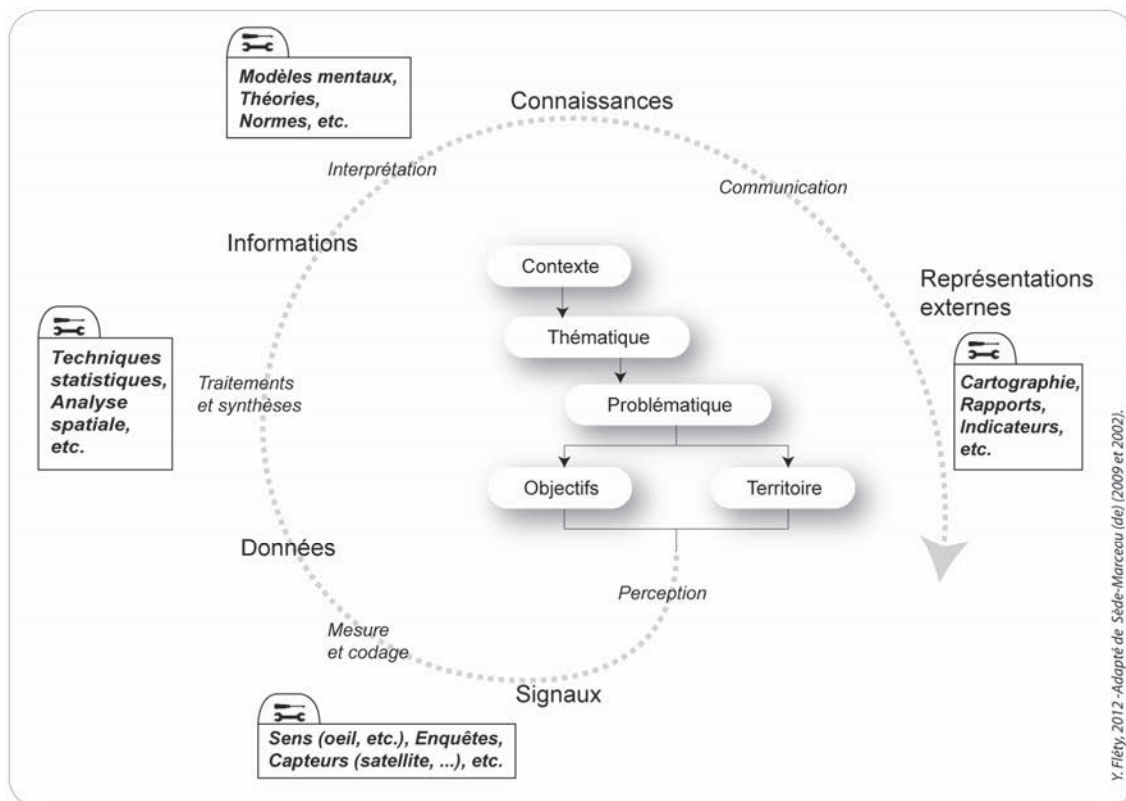 Modèles mentaux,
Théories,
Normes, etc.
Connaissances
Interprétation
Communication
Informations
Contexte
Représentations
externes
Thématique
Techniques
statistiques,
Analyse
spatiale,
etc.
Traitements
et synthèses
Cartographie,
Rapports,
Indicateurs,
etc.
Problématique
Objectifs
Territoire
Données
Perception
Mesure
et codage
Signaux
Sens (oeil, etc.), Enquêtes,
Capteurs (satellite, ...), etc.
Y. Fléty, 2012 -Adapté de Sède-Marceau (de) (2009 et 2002).